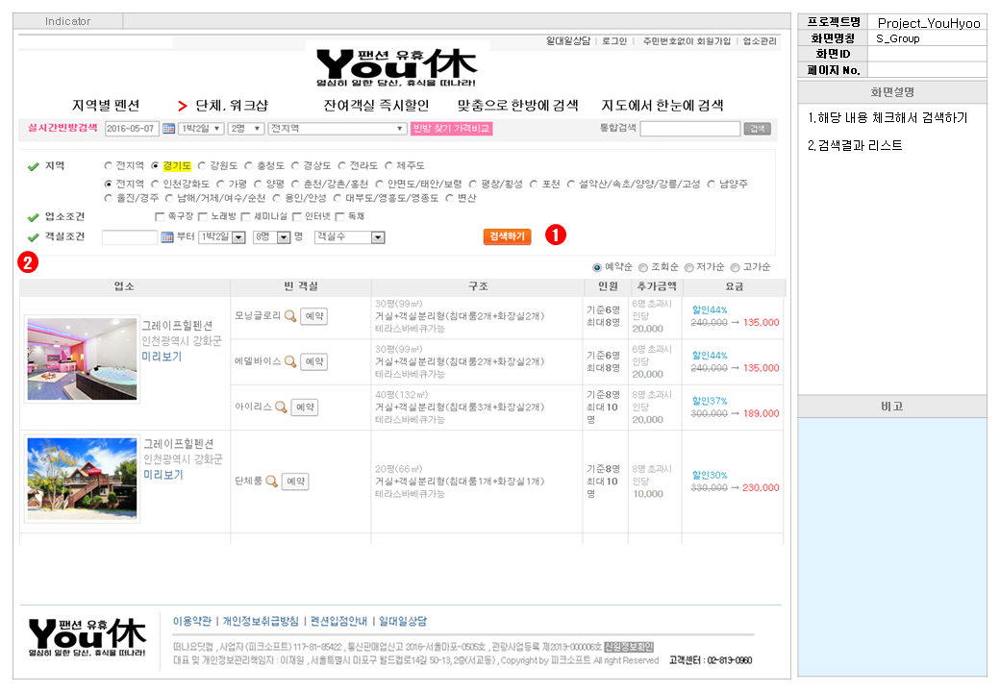 Indicator
일대일상담 | 로그인 | 주민번호없이 회원가입 | 업소관리
You休
팬션 유휴
열심히 일한 당신, 휴식을 떠나라!
지역별 펜션 > 단체, 워크샵 잔여객실 즉시할인 맞춤으로 한방에 검색 지도에서 한눈에 검색
실시간빈방검색 2016-05-07 1박2일 2명 전지역 빈방 찾기 가격비교 통합검색 검색
지역 전지역 경기도 강원도 충청도 경상도 전라도 제주도
전지역 인천강화도 가평 양평 춘천/강촌/홍천 안면도/태안/보령 평창/횡성 포천 설악산/속초/양양/강릉/고성 남양주
울진/경주 남해/거제/여수/순천 용인/안성 대부도/영흥도/영종도 변산
업소조건 족구장 노래방 세미나실 인터넷 독채
객실조건 부터 1박2일 8명 명 객실수 검색하기 1
2
예약순 조회순 저가순 고가순
업소 빈 객실 구조 인원 추가금액 요금
그레이프힐펜션
인천광역시 강화군
미리보기
모닝글로리 예약
30평(99㎡)
거실+객실분리형(침대룸2개+화장실2개)
테라스바베큐가능
기준6명
최대8명
6명 초과시
인당
20,000
할인44%
240,000 → 135,000
에델바이스 예약
30평(99㎡)
거실+객실분리형(침대룸2개+화장실2개)
테라스바베큐가능
기준6명
최대8명
6명 초과시
인당
20,000
할인44%
240,000 → 135,000
아이리스 예약
40평(132㎡)
거실+객실분리형(침대룸3개+화장실2개)
테라스바베큐가능
기준8명
최대10
명
8명 초과시
인당
20,000
할인37%
300,000 → 189,000
그레이프힐펜션
인천광역시 강화군
미리보기
단체룸 예약
20평(66㎡)
거실+객실분리형(침대룸1개+화장실1개)
테라스바베큐가능
기준8명
최대10
명
8명 초과시
인당
10,000
할인30%
330,000 → 230,000
You休
팬션 유휴
열심히 일한 당신, 휴식을 떠나라!
이용약관 | 개인정보취급방침 | 펜션입점안내 | 일대일상담
떠나요닷컴 , 사업자 (피크소프트) 117-81-85422 , 통신판매업신고 2016-서울마포-0505호 , 관광사업등록 제2013-000006호 신원정보확인
대표 및 개인정보관리책임자 : 이재일 , 서울특별시 마포구 월드컵로14길 50-13, 2층(서교동) , Copyright by 피크소프트 All right Reserved 고객센터 : 02-813-0960
프로젝트명 Project_YouHyoo
화면명칭 S_Group
화면ID
페이지 No.
화면설명
1.해당 내용 체크해서 검색하기
2.검색결과 리스트
비고